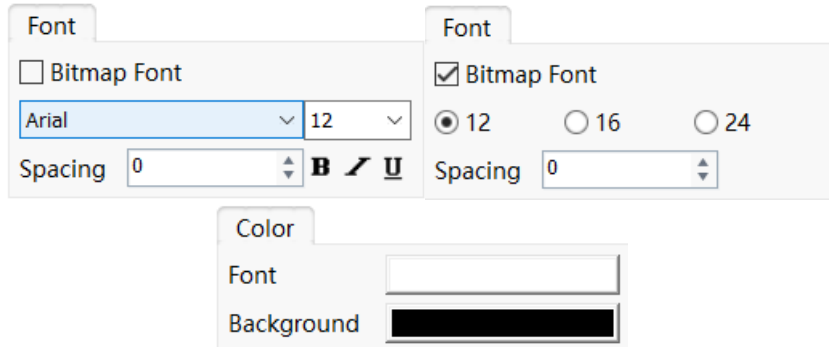 Font
Bitmap Font
Arial 12
Spacing 0 B I U
Font
Bitmap Font
12 16 24
Spacing 0
Color
Font
Background